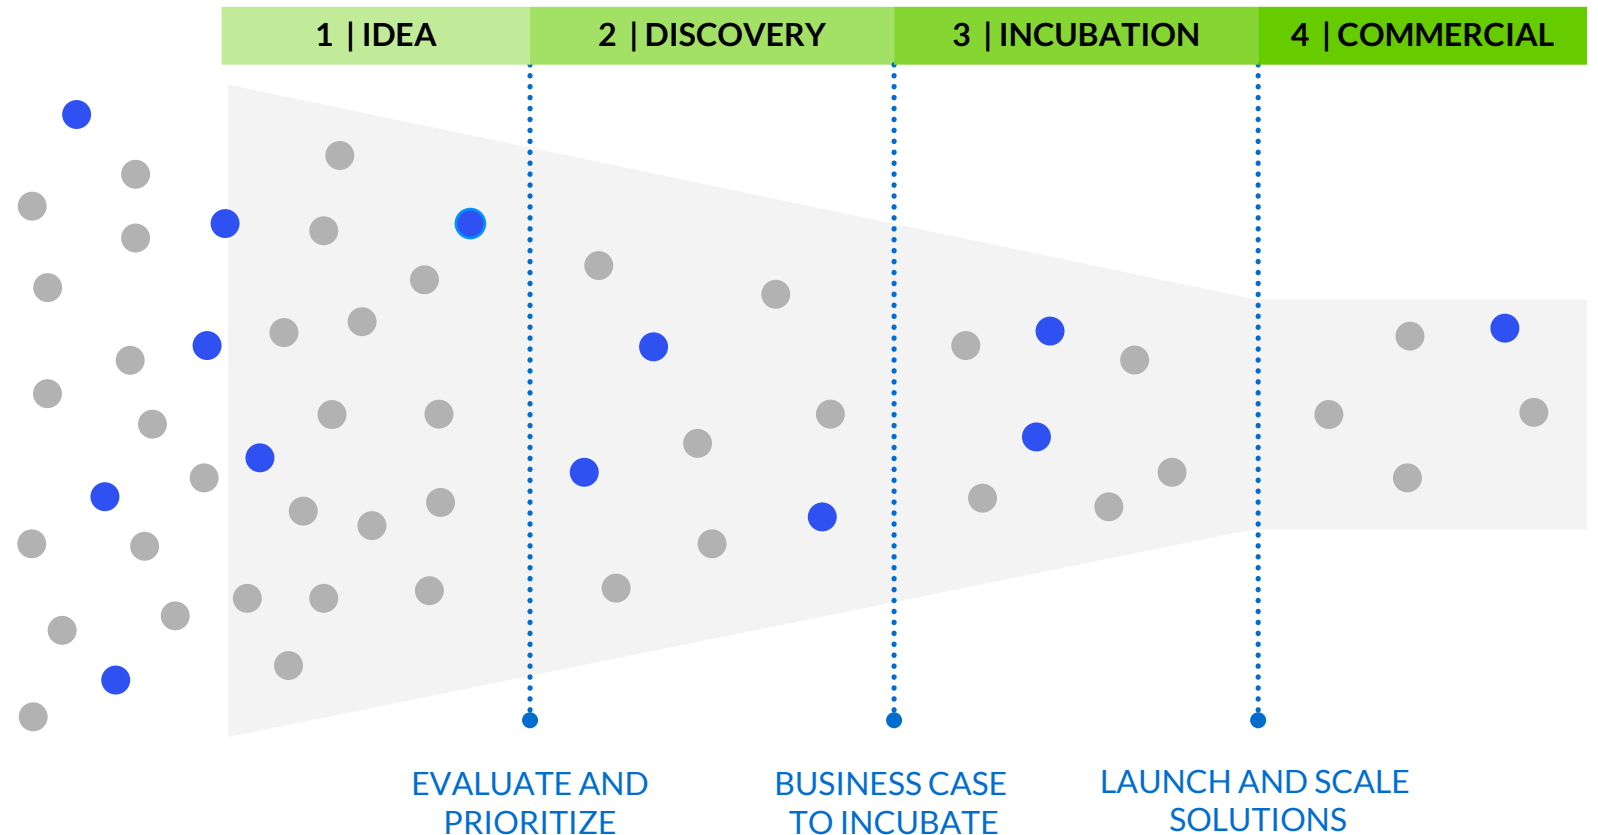 1 | IDEA
2 | DISCOVERY
3 | INCUBATION
4 | COMMERCIAL
EVALUATE AND
PRIORITIZE
BUSINESS CASE
TO INCUBATE
LAUNCH AND SCALE
SOLUTIONS